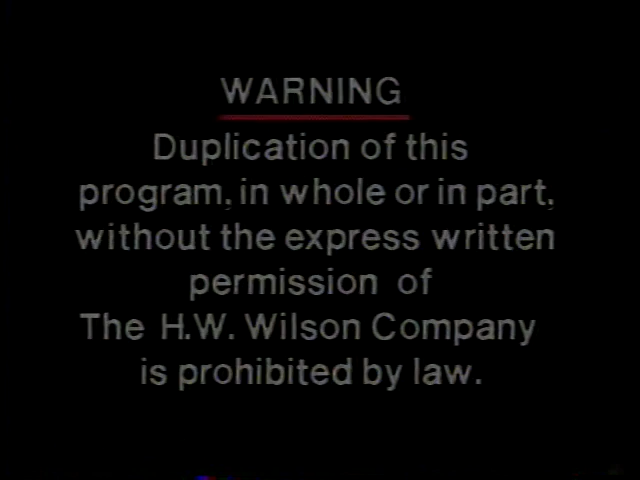 WARNING
Duplication of this
program, in whole or in part,
without the express written
permission of
The H.W. Wilson Company
is prohibited by law.